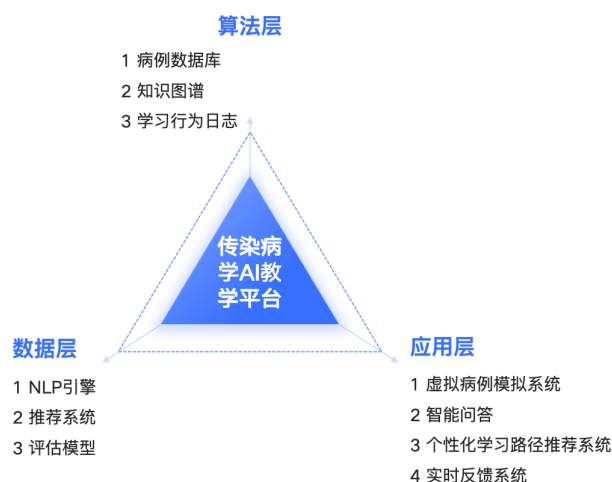 算法层
1 病例数据库
2 知识图谱
3 学习行为日志
传染病
学AI教
学平台
数据层
1 NLP引擎
2 推荐系统
3 评估模型
应用层
1 虚拟病例模拟系统
2 智能问答
3 个性化学习路径推荐系统
4 实时反馈系统